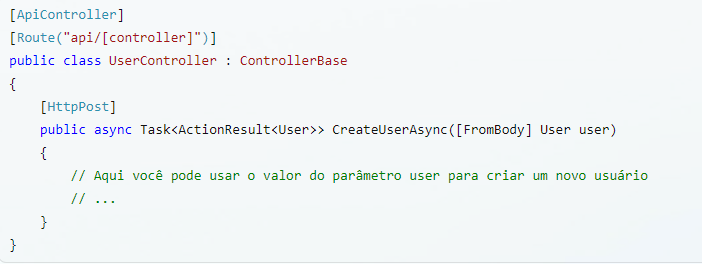 [ApiController]
[Route("api/[controller]")]
public class UserController : ControllerBase
{
    [HttpPost]
    public async Task<ActionResult<User>> CreateUserAsync([FromBody] User user)
    {
        // Aqui você pode usar o valor do parâmetro user para criar um novo usuário
        // ...
    }
}